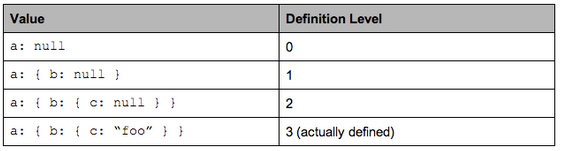 Value Definition Level
a: null 0
a: { b: null } 1
a: { b: { c: null } } 2
a: { b: { c: “foo” } } 3 (actually defined)